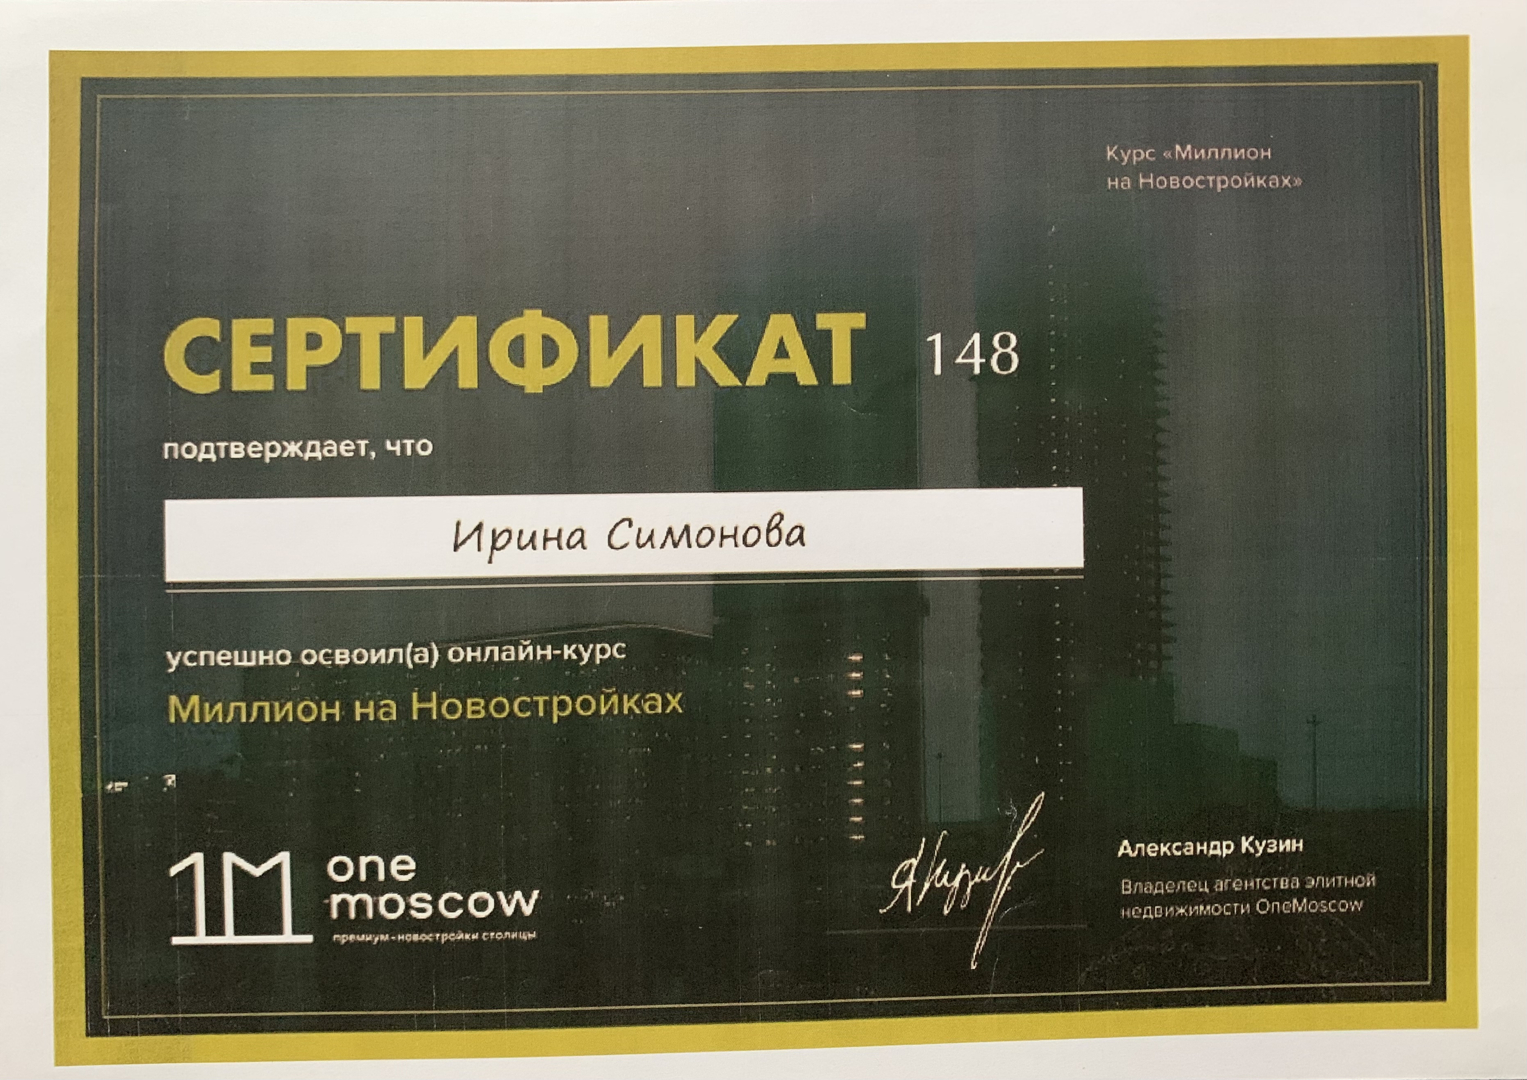 Курс «Миллион
на Новостройках»
СЕРТИФИКАТ 148
подтверждает, что
Ирина Симонова
успешно освоил(а) онлайн-курс
Миллион на Новостройках
1M one
moscow
премиум-новостройки столицы
Александр Кузин
Владелец агентства элитной
недвижимости OneMoscow